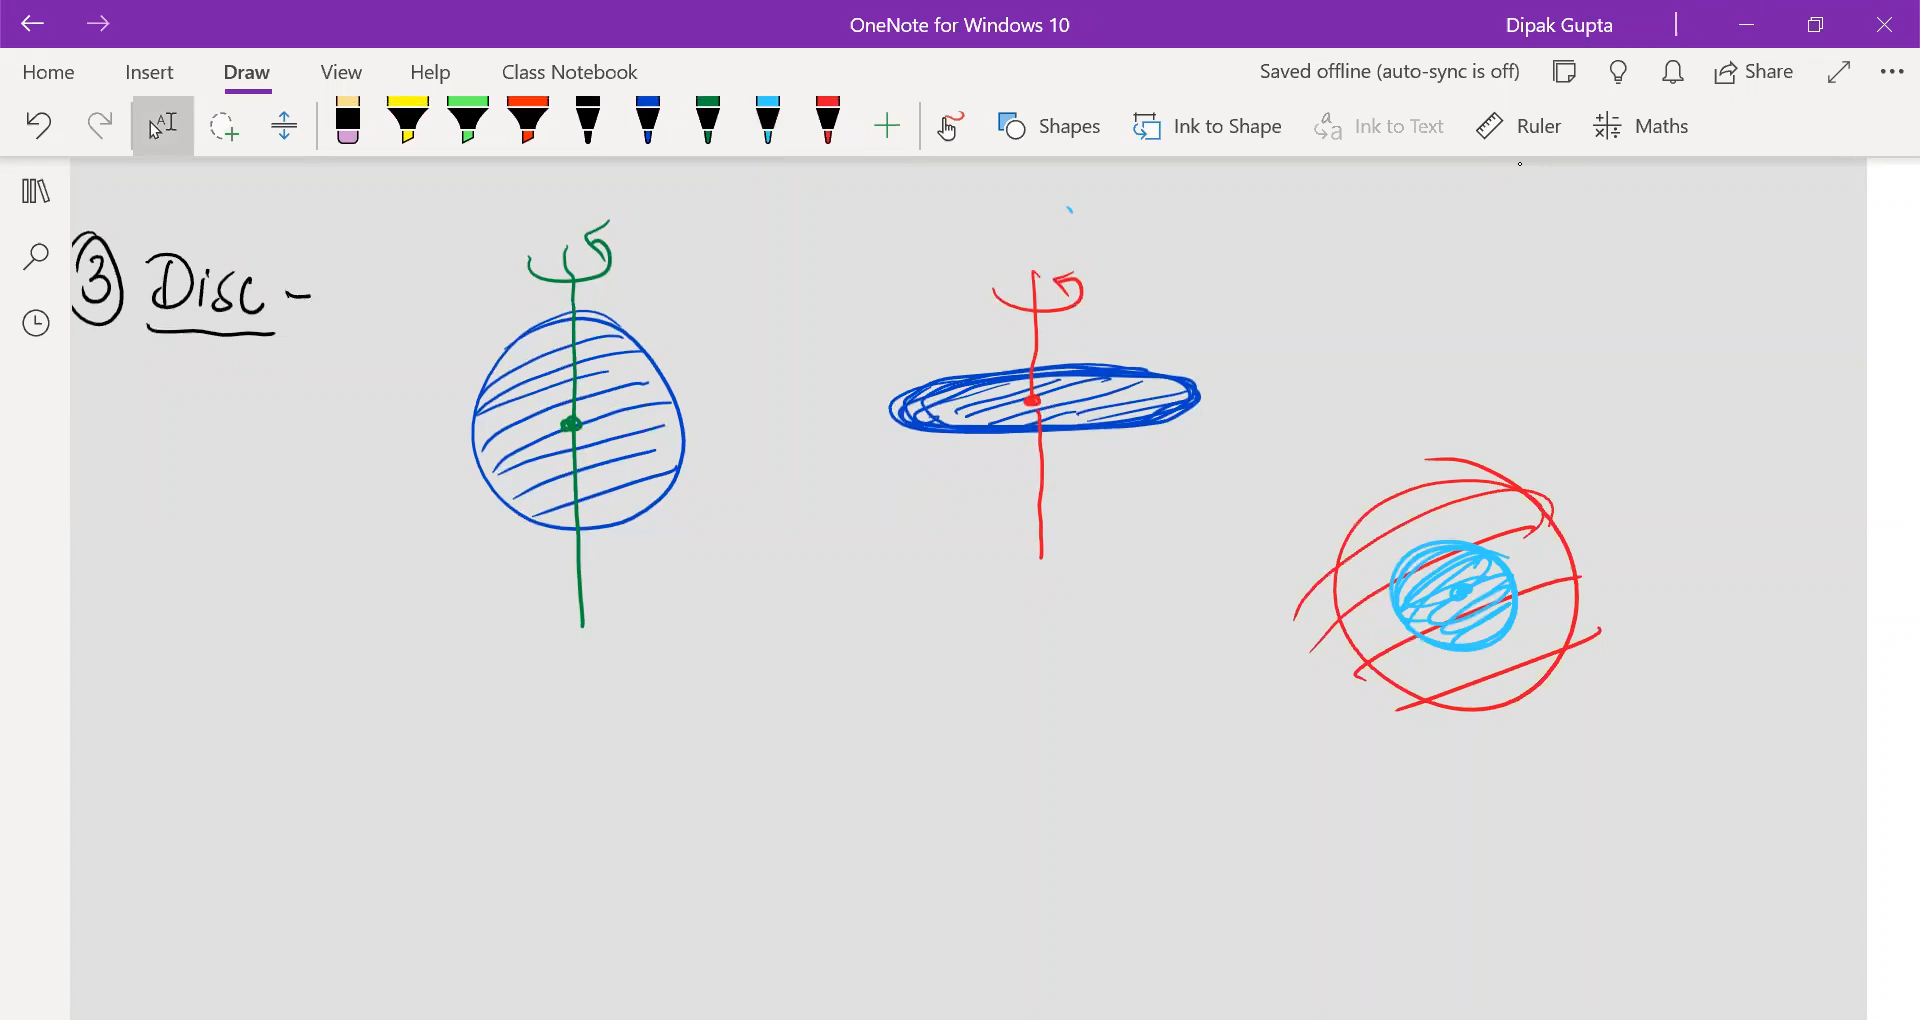 OneNote for Windows 10
Dipak Gupta
Home Insert Draw View Help Class Notebook
Saved offline (auto-sync is off) Share
Shapes Ink to Shape Ink to Text Ruler Maths
③ Disc -